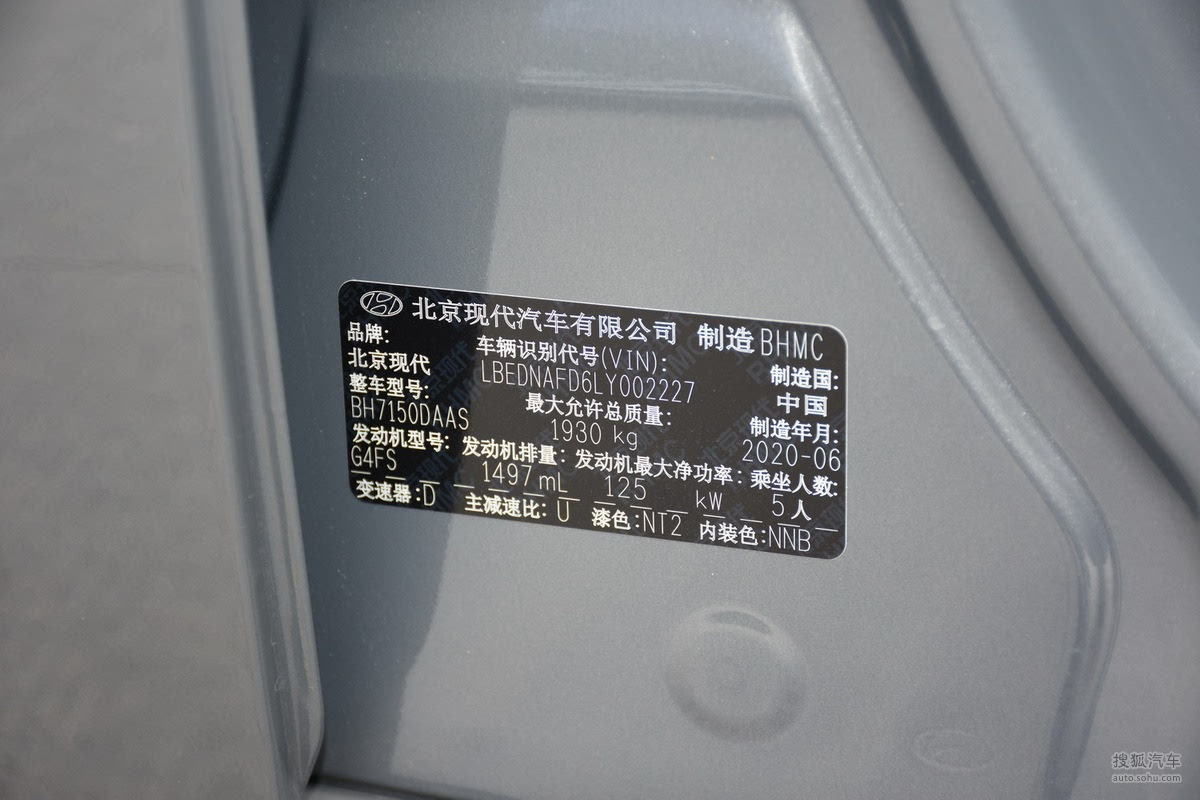 北京现代汽车有限公司 制造 BHMC
品牌: 车辆识别代号(VIN): 制造国:
北京现代 LBEDNAFD6LY002227 中国
整车型号: 最大允许总质量: 制造年月:
BH7150DAAS 1930 kg 2020-06
发动机型号: 发动机排量: 发动机最大净功率: 乘坐人数:
G4FS 1497 mL 125 kW 5人
变速器:D 主减速比: U 漆色:NT2 内装色:NNB
搜狐汽车
auto.sohu.com